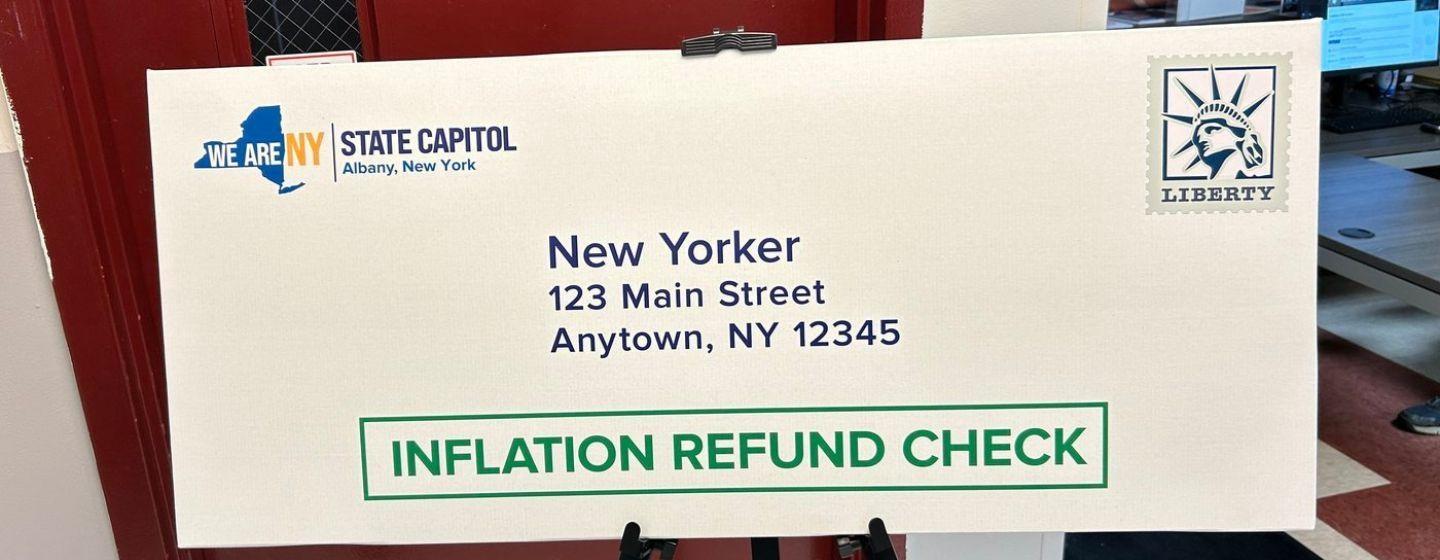 WE ARE NY
STATE CAPITOL
Albany, New York
LIBERTY
New Yorker
123 Main Street
Anytown, NY 12345
INFLATION REFUND CHECK